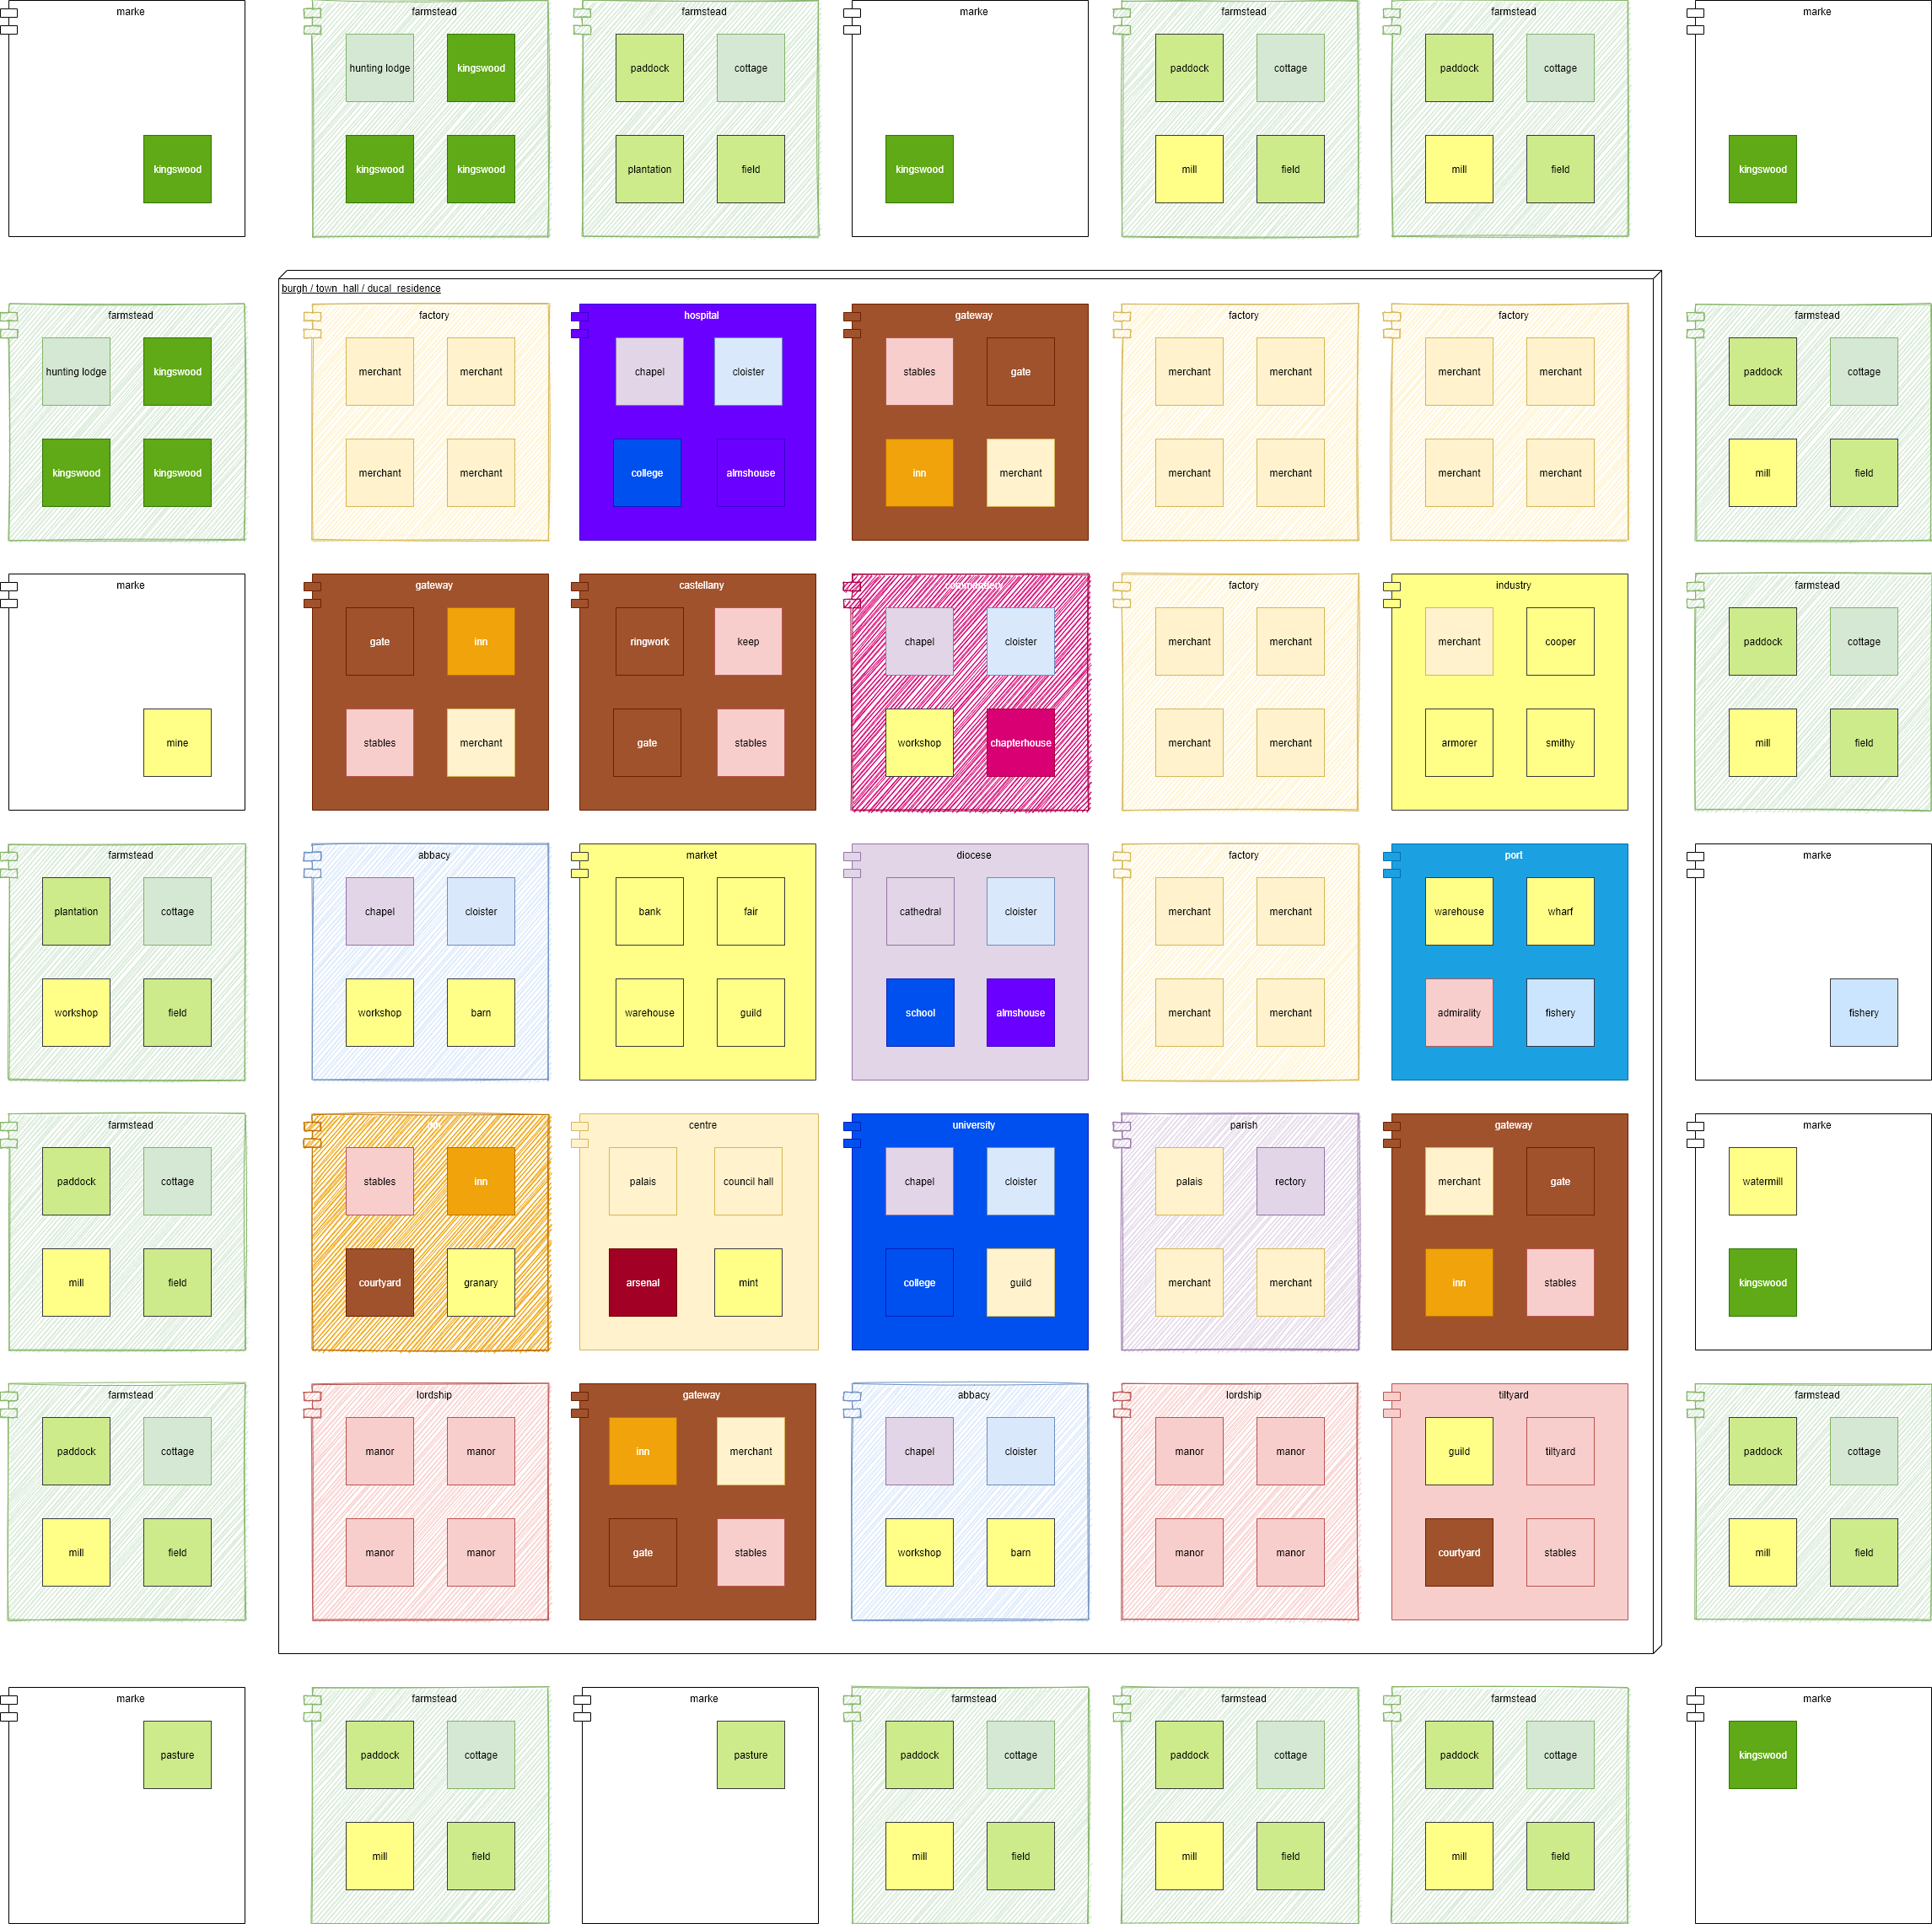 marke
farmstead
farmstead
marke
farmstead
farmstead
marke
hunting lodge kingswood
paddock cottage
paddock cottage
paddock cottage
kingswood
kingswood kingswood
plantation field
kingswood
mill field
mill field
kingswood
burgh / town_hall / ducal_residence
farmstead
factory
hospital
gateway
factory
factory
farmstead
hunting lodge kingswood
merchant merchant
chapel cloister
stables gate
merchant merchant
merchant merchant
paddock cottage
kingswood kingswood
merchant merchant
college almshouse
inn merchant
merchant merchant
merchant merchant
mill field
marke
gateway
castellany
factory
industry
farmstead
gate inn
ringwork keep
chapel cloister
merchant merchant
merchant cooper
paddock cottage
mine
stables merchant
gate stables
workshop chapterhouse
merchant merchant
armorer smithy
mill field
farmstead
abbacy
market
diocese
factory
port
marke
plantation cottage
chapel cloister
bank fair
cathedral cloister
merchant merchant
warehouse wharf
workshop field
workshop barn
warehouse guild
school almshouse
merchant merchant
admirality fishery
fishery
farmstead
centre
university
parish
gateway
marke
paddock cottage
stables inn
palais council hall
chapel cloister
palais rectory
merchant gate
watermill
mill field
courtyard granary
arsenal mint
college guild
merchant merchant
inn stables
kingswood
farmstead
lordship
gateway
abbacy
lordship
tiltyard
farmstead
paddock cottage
manor manor
inn merchant
chapel cloister
manor manor
guild tiltyard
paddock cottage
mill field
manor manor
gate stables
workshop barn
manor manor
courtyard stables
mill field
marke
farmstead
marke
farmstead
farmstead
farmstead
marke
pasture
paddock cottage
pasture
paddock cottage
paddock cottage
paddock cottage
kingswood
mill field
mill field
mill field
mill field